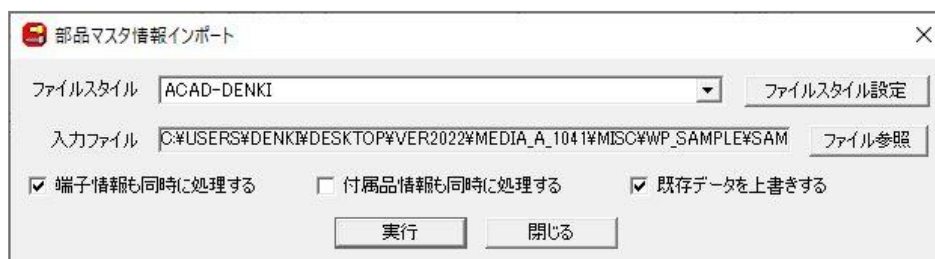 部品マスタ情報インポート
ファイルスタイル ACAD-DENKI ファイルスタイル設定
入力ファイル C:¥USERS¥DENKI¥DESKTOP¥VER2022¥MEDIA_A_1041¥MISC¥WP_SAMPLE¥SAM ファイル参照
端子情報も同時に処理する 付属品情報も同時に処理する 既存データを上書きする
実行 閉じる